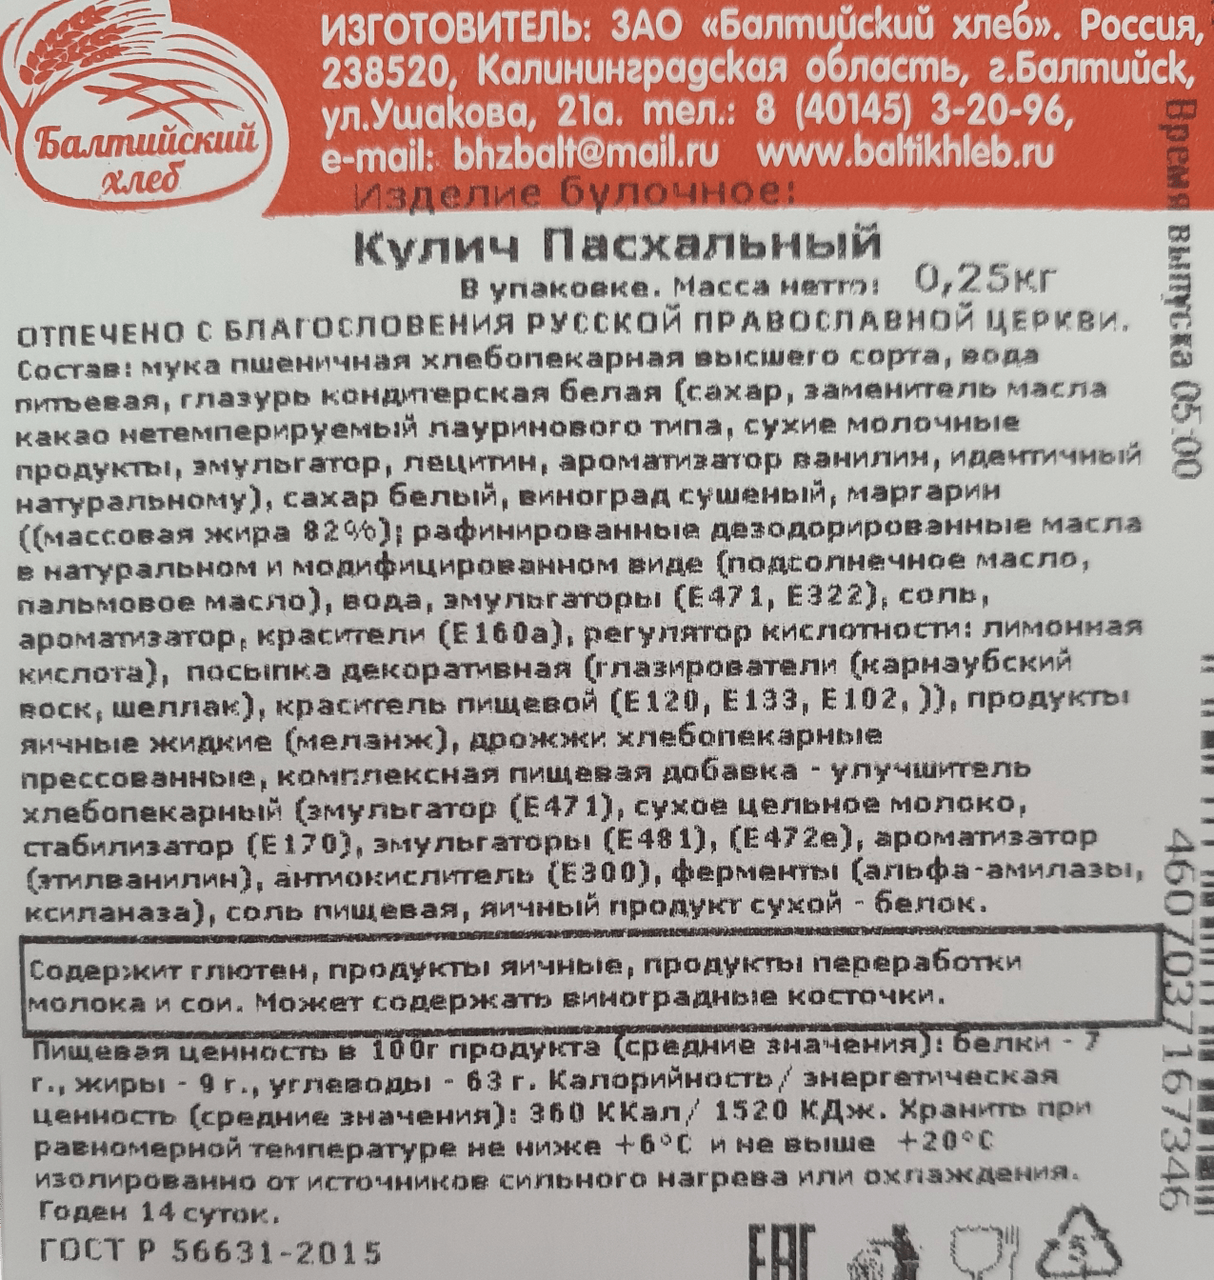 Балтийский
хлеб
ИЗГОТОВИТЕЛЬ: ЗАО «Балтийский хлеб». Россия,
238520, Калининградская область, г.Балтийск,
ул.Ушакова, 21а. тел.: 8 (40145) 3-20-96,
e-mail: bhzbalt@mail.ru www.baltikhleb.ru
Изделие булочное:
Кулич Пасхальный
В упаковке. Масса нетто: 0,25кг
ОТПЕЧЕНО С БЛАГОСЛОВЕНИЯ РУССКОЙ ПРАВОСЛАВНОЙ ЦЕРКВИ.
Состав: мука пшеничная хлебопекарная высшего сорта, вода
питьевая, глазурь кондитерская белая (сахар, заменитель масла
какао нетемперируемый лауринового типа, сухие молочные
продукты, эмульгатор, лецитин, ароматизатор ванилин, идентичный
натуральному), сахар белый, виноград сушеный, маргарин
((массовая жира 82%); рафинированные дезодорированные масла
в натуральном и модифицированном виде (подсолнечное масло,
пальмовое масло), вода, эмульгаторы (Е471, Е322), соль,
ароматизатор, красители (Е160а), регулятор кислотности: лимонная
кислота), посыпка декоративная (глазирователи (карнаубский
воск, шеллак), краситель пищевой (Е120, Е133, Е102, )), продукты
яичные жидкие (меланж), дрожжи хлебопекарные
прессованные, комплексная пищевая добавка - улучшитель
хлебопекарный (эмульгатор (Е471), сухое цельное молоко,
стабилизатор (Е170), эмульгаторы (Е481), (Е472е), ароматизатор
(этилванилин), антиокислитель (Е300), ферменты (альфа-амилазы,
ксиланаза), соль пищевая, яичный продукт сухой - белок.
Содержит глютен, продукты яичные, продукты переработки
молока и сои. Может содержать виноградные косточки.
Пищевая ценность в 100г продукта (средние значения): белки - 7
г., жиры - 9 г., углеводы - 63 г. Калорийность/ энергетическая
ценность (средние значения): 360 ККал/ 1520 КДж. Хранить при
равномерной температуре не ниже +6°С и не выше +20°С
изолированно от источников сильного нагрева или охлаждения.
Годен 14 суток.
ГОСТ Р 56631-2015
ЕАС
5
Время выпуска 05:00
4607037167346